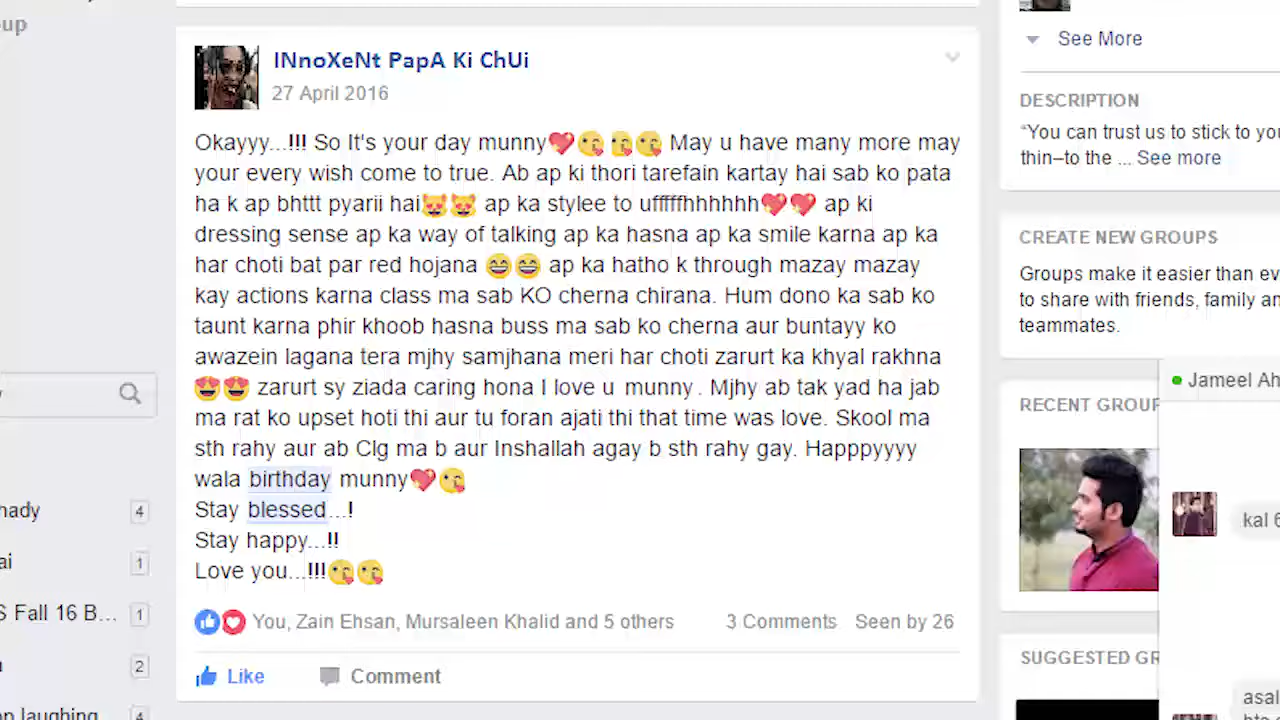 oup
INnoXeNt PapA Ki ChUi
27 April 2016
Okayyy...!!! So It's your day munny💖😘 😘😘 May u have many more may
your every wish come to true. Ab ap ki thori tarefain kartay hai sab ko pata
ha k ap bhttt pyarii hai😻😻 ap ka stylee to ufffffhhhhhh💖💖 ap ki
dressing sense ap ka way of talking ap ka hasna ap ka smile karna ap ka
har choti bat par red hojana 😄😄 ap ka hatho k through mazay mazay
kay actions karna class ma sab KO cherna chirana. Hum dono ka sab ko
taunt karna phir khoob hasna buss ma sab ko cherna aur buntayy ko
awazein lagana tera mjhy samjhana meri har choti zarurt ka khyal rakhna
😍😍 zarurt sy ziada caring hona I love u munny. Mjhy ab tak yad ha jab
ma rat ko upset hoti thi aur tu foran ajati thi that time was love. Skool ma
sth rahy aur ab Clg ma b aur Inshallah agay b sth rahy gay. Happpyyyy
wala birthday munny💖😘
Stay blessed...!
Stay happy...!!
Love you...!!!😘😘
You, Zain Ehsan, Mursaleen Khalid and 5 others 3 Comments Seen by 26
Like Comment
hady 4
ai 1
S Fall 16 B... 1
2
op laughing 4
See More
DESCRIPTION
“You can trust us to stick to yo
thin–to the ... See more
CREATE NEW GROUPS
Groups make it easier than ev
to share with friends, family an
teammates.
RECENT GROUP
SUGGESTED GR
Jameel Ah
kal 6
asal